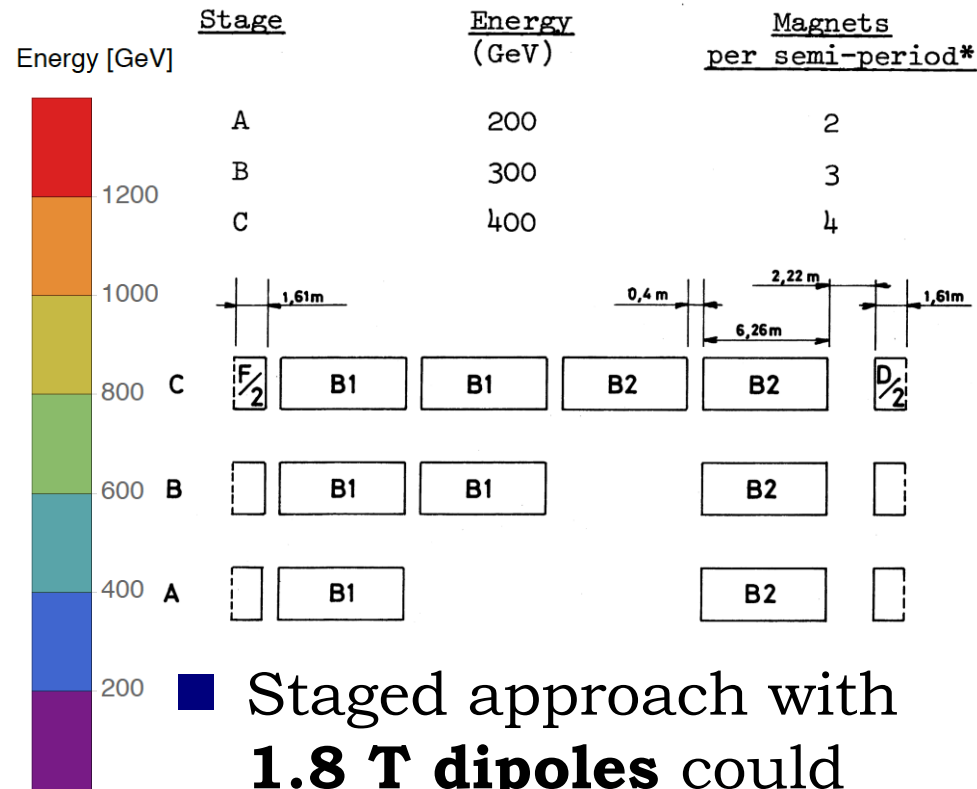 Stage Energy Magnets
(GeV) per semi-period*
Energy [GeV]
A 200 2
B 300 3
C 400 4
1200
1000
800
600
400
200
1,61m 0,4 m 2,22 m 1,61m
6,26m
C F/2 B1 B1 B2 B2 D/2
B B1 B1 B2
A B1 B2
Staged approach with
1.8 T dipoles could